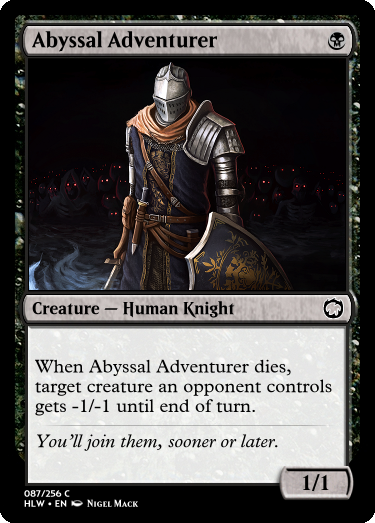 Abyssal Adventurer
Creature — Human Knight
When Abyssal Adventurer dies,
target creature an opponent controls
gets -1/-1 until end of turn.
You'll join them, sooner or later.
1/1
087/256 C
HLW • EN Nigel Mack